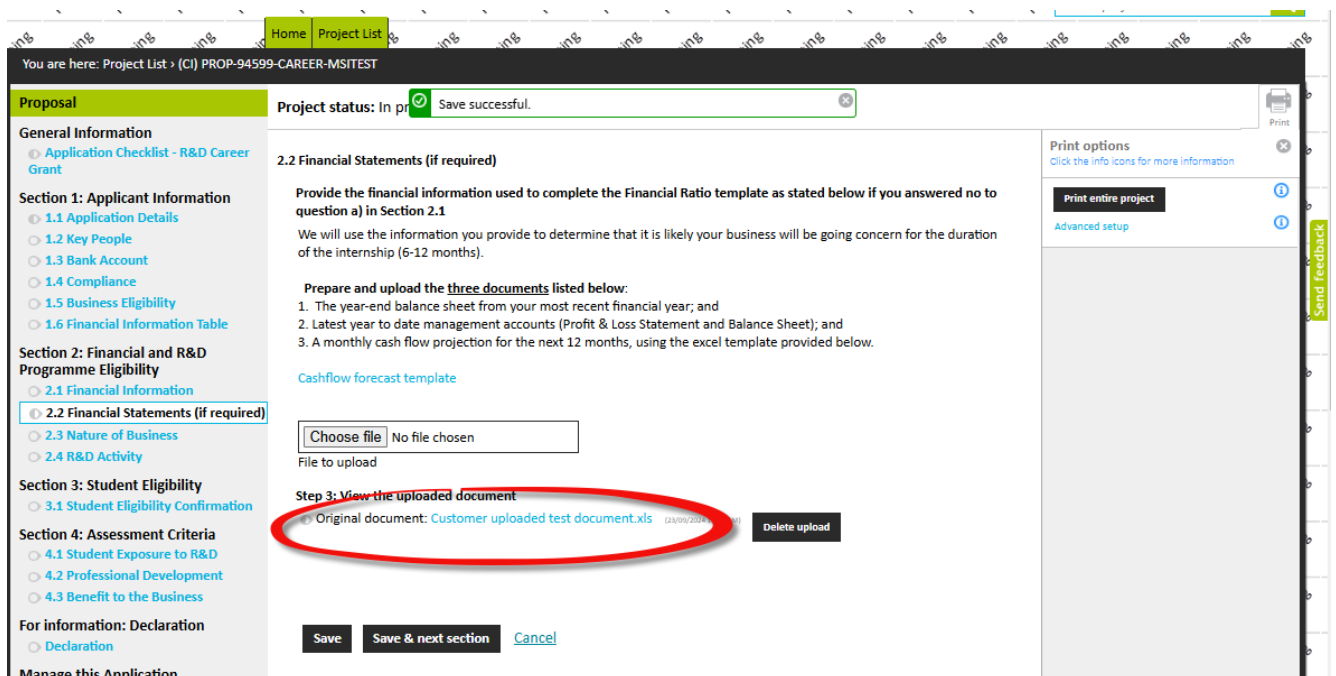 Home Project List
You are here: Project List › (CI) PROP-94599-CAREER-MSITEST
Proposal
General Information
Application Checklist - R&D Career
Grant
Section 1: Applicant Information
1.1 Application Details
1.2 Key People
1.3 Bank Account
1.4 Compliance
1.5 Business Eligibility
1.6 Financial Information Table
Section 2: Financial and R&D
Programme Eligibility
2.1 Financial Information
2.2 Financial Statements (if required)
2.3 Nature of Business
2.4 R&D Activity
Section 3: Student Eligibility
3.1 Student Eligibility Confirmation
Section 4: Assessment Criteria
4.1 Student Exposure to R&D
4.2 Professional Development
4.3 Benefit to the Business
For information: Declaration
Declaration
Manage this Application
Project status: In pr
Save successful.
Print
2.2 Financial Statements (if required)
Provide the financial information used to complete the Financial Ratio template as stated below if you answered no to
question a) in Section 2.1
We will use the information you provide to determine that it is likely your business will be going concern for the duration
of the internship (6-12 months).
Prepare and upload the three documents listed below:
1. The year-end balance sheet from your most recent financial year; and
2. Latest year to date management accounts (Profit & Loss Statement and Balance Sheet); and
3. A monthly cash flow projection for the next 12 months, using the excel template provided below.
Cashflow forecast template
Choose file No file chosen
File to upload
Step 3: View the uploaded document
Original document: Customer uploaded test document.xls
Delete upload
Save Save & next section Cancel
Print options
Click the info icons for more information
Print entire project
Advanced setup
Send feedback